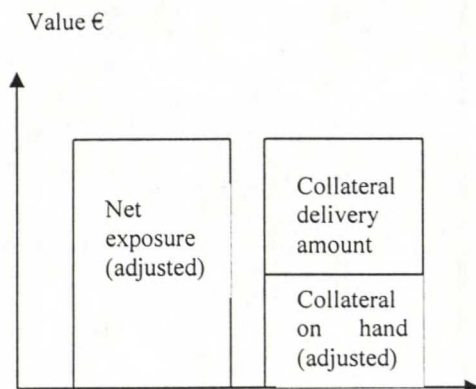 Value €
Net
exposure
(adjusted)
Collateral
delivery
amount
Collateral
on hand
(adjusted)